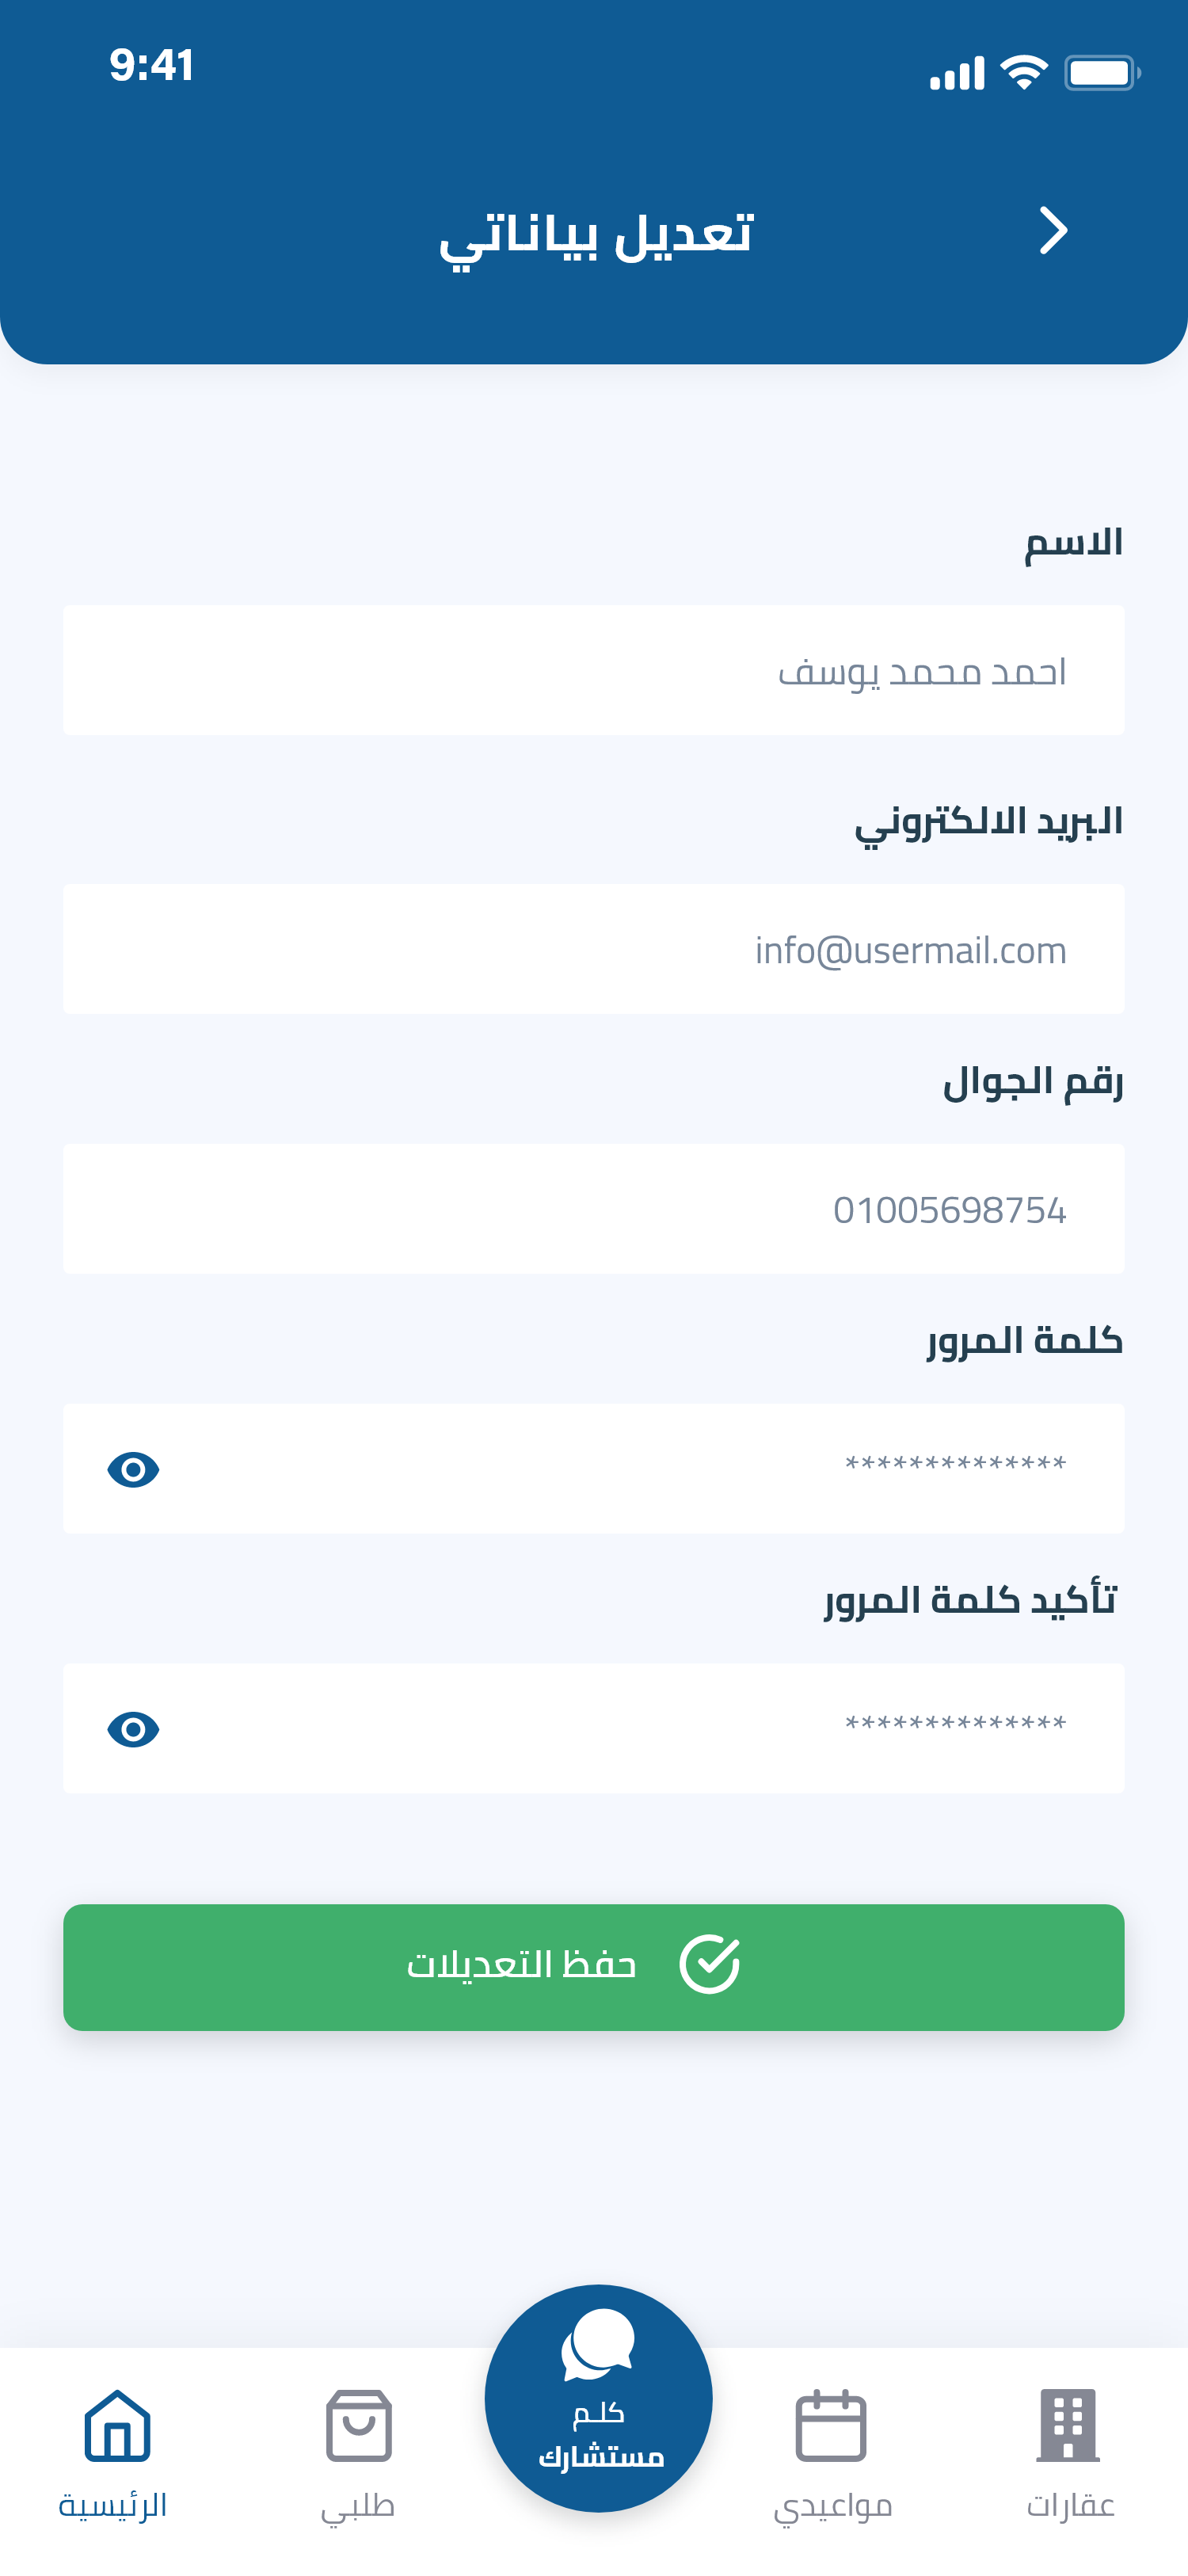 9:41
تعديل بياناتي
الاسم
احمد محمد يوسف
البريد الالكتروني
info@usermail.com
رقم الجوال
01005698754
كلمة المرور
**************
تأكيد كلمة المرور
**************
حفظ التعديلات
كلم
مستشارك
عقارات
مواعيدي
طلبي
الرئيسية